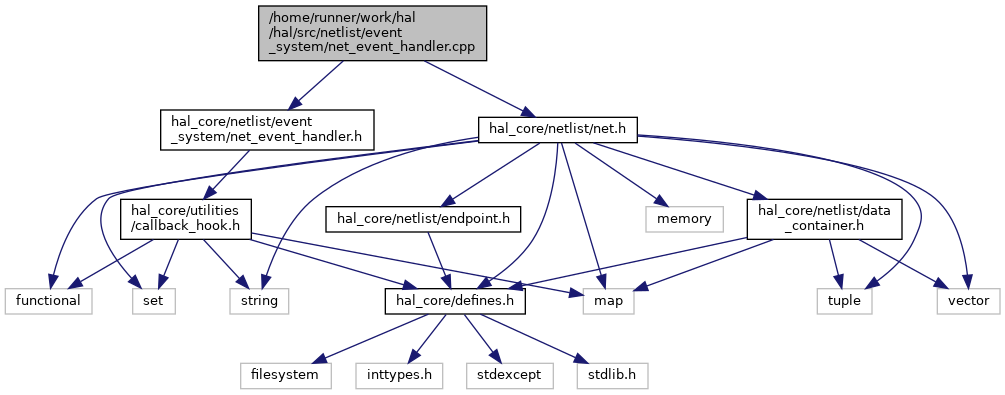 /home/runner/work/hal
/hal/src/netlist/event
_system/net_event_handler.cpp
hal_core/netlist/event
_system/net_event_handler.h
hal_core/netlist/net.h
hal_core/utilities
/callback_hook.h
hal_core/netlist/endpoint.h
memory
hal_core/netlist/data
_container.h
functional
set
string
hal_core/defines.h
map
tuple
vector
filesystem
inttypes.h
stdexcept
stdlib.h